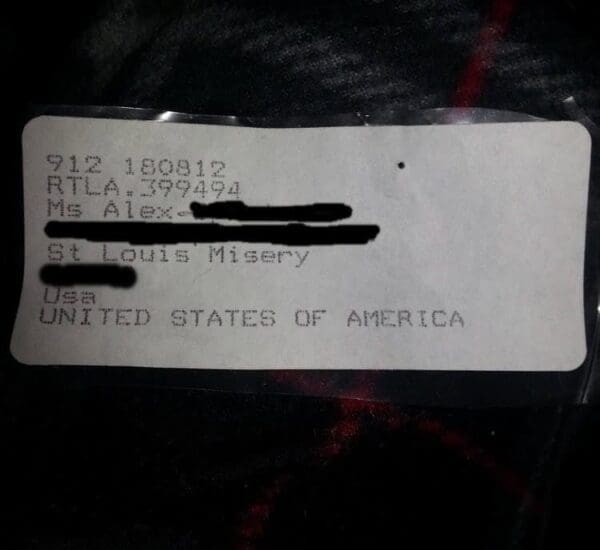 912 180812
RTLA.399494
Ms Alex-
St Louis Misery
Usa
UNITED STATES OF AMERICA